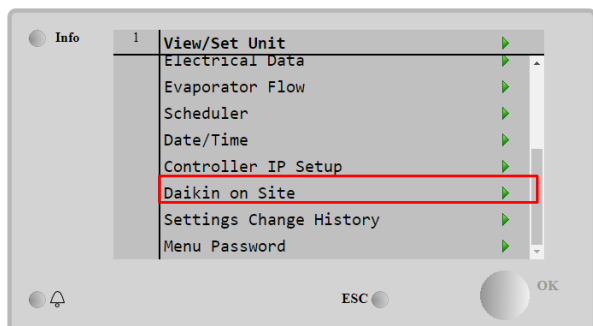 Info
1
View/Set Unit
Electrical Data
Evaporator Flow
Scheduler
Date/Time
Controller IP Setup
Daikin on Site
Settings Change History
Menu Password
ESC
OK